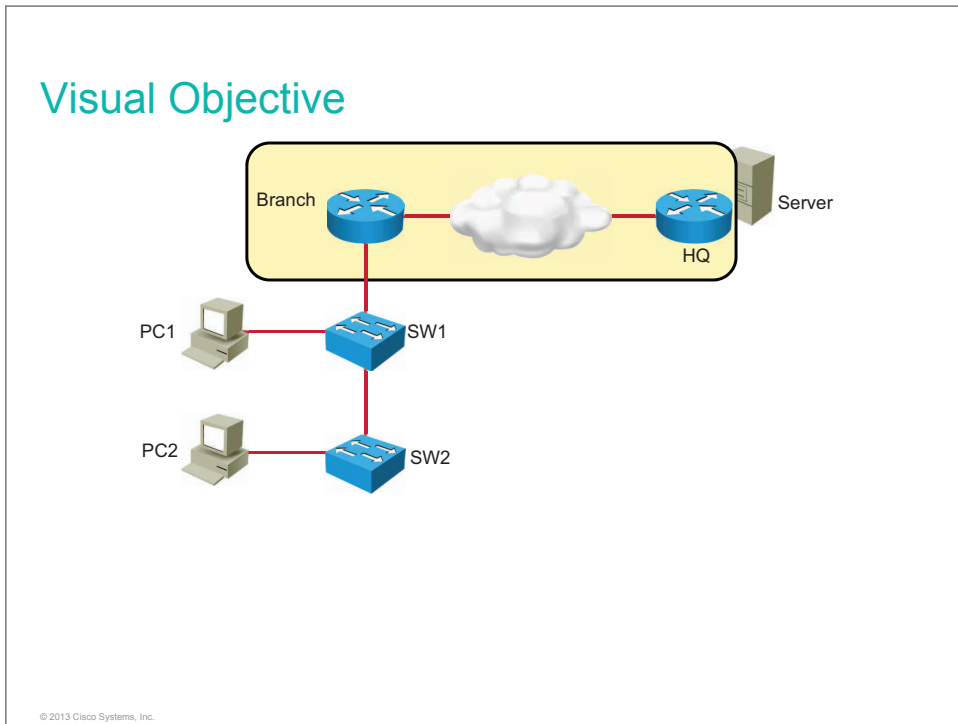 Visual Objective
Branch
Server
HQ
PC1
SW1
PC2
SW2
© 2013 Cisco Systems, Inc.